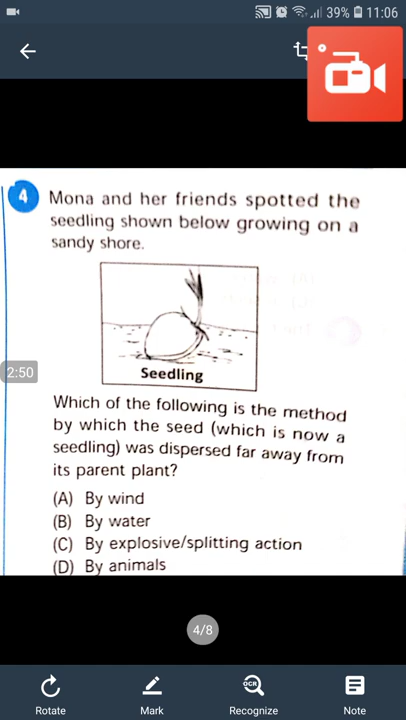 39% 11:06
4 Mona and her friends spotted the
seedling shown below growing on a
sandy shore.
Seedling
2:50
Which of the following is the method
by which the seed (which is now a
seedling) was dispersed far away from
its parent plant?
(A) By wind
(B) By water
(C) By explosive/splitting action
(D) By animals
4/8
Rotate
Mark
OCR
Recognize
Note